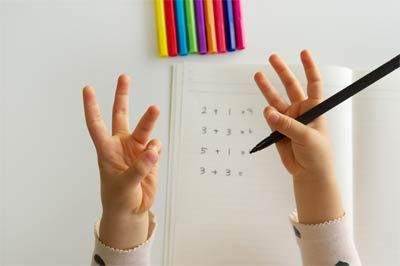 2 + 1 = 3
3 + 3 = 6
5 + 1 =
3 + 3 =